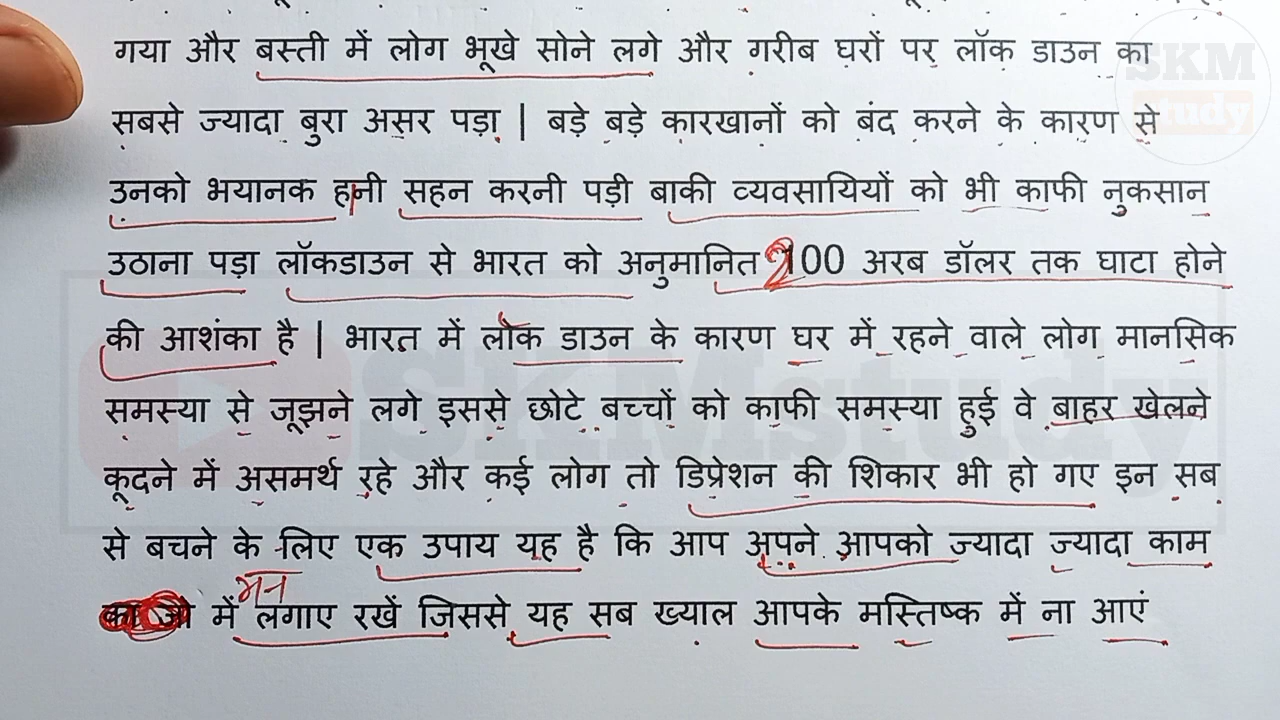 गया और बस्ती में लोग भूखे सोने लगे और गरीब घरों पर लॉक डाउन का
सबसे ज्यादा बुरा असर पड़ा | बड़े बड़े कारखानों को बंद करने के कारण से
उनको भयानक हानी सहन करनी पड़ी बाकी व्यवसायियों को भी काफी नुकसान
उठाना पड़ा लॉकडाउन से भारत को अनुमानित 100 अरब डॉलर तक घाटा होने
की आशंका है | भारत में लोक डाउन के कारण घर में रहने वाले लोग मानसिक
समस्या से जूझने लगे इससे छोटे बच्चों को काफी समस्या हुई वे बाहर खेलने
कूदने में असमर्थ रहे और कई लोग तो डिप्रेशन की शिकार भी हो गए इन सब
से बचने के लिए एक उपाय यह है कि आप अपने आपको ज्यादा ज्यादा काम
मन
में लगाए रखें जिससे यह सब ख्याल आपके मस्तिष्क में ना आएं
SKM
study
SKMstudy